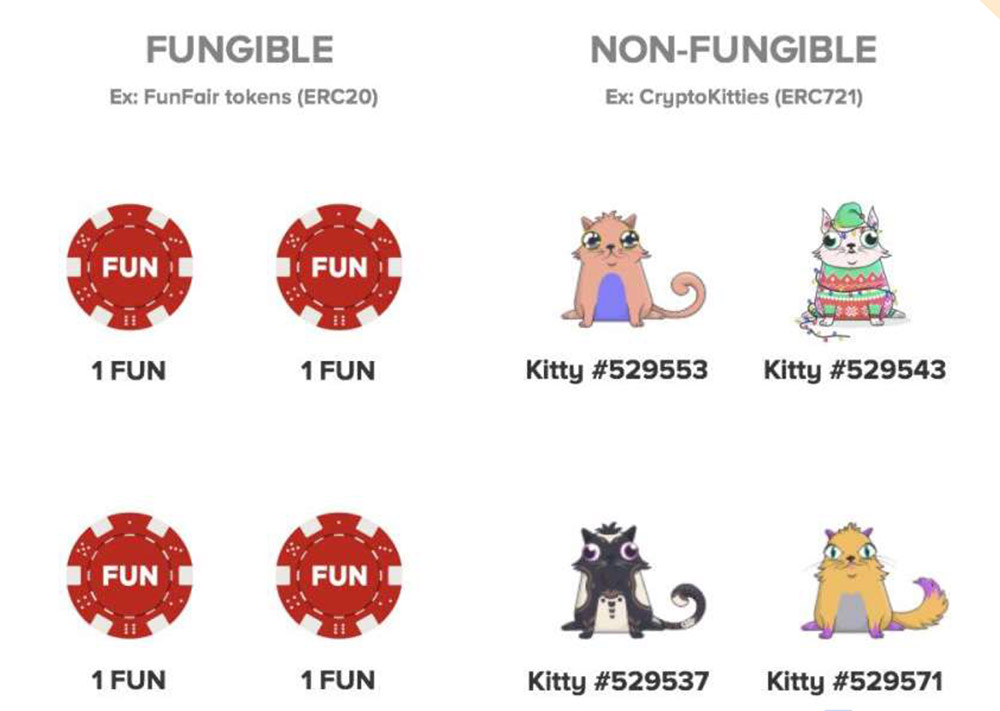 FUNGIBLE
Ex: FunFair tokens (ERC20)
FUN
FUN
1 FUN
1 FUN
FUN
FUN
1 FUN
1 FUN
NON-FUNGIBLE
Ex: CryptoKitties (ERC721)
Kitty #529553
Kitty #529543
Kitty #529537
Kitty #529571